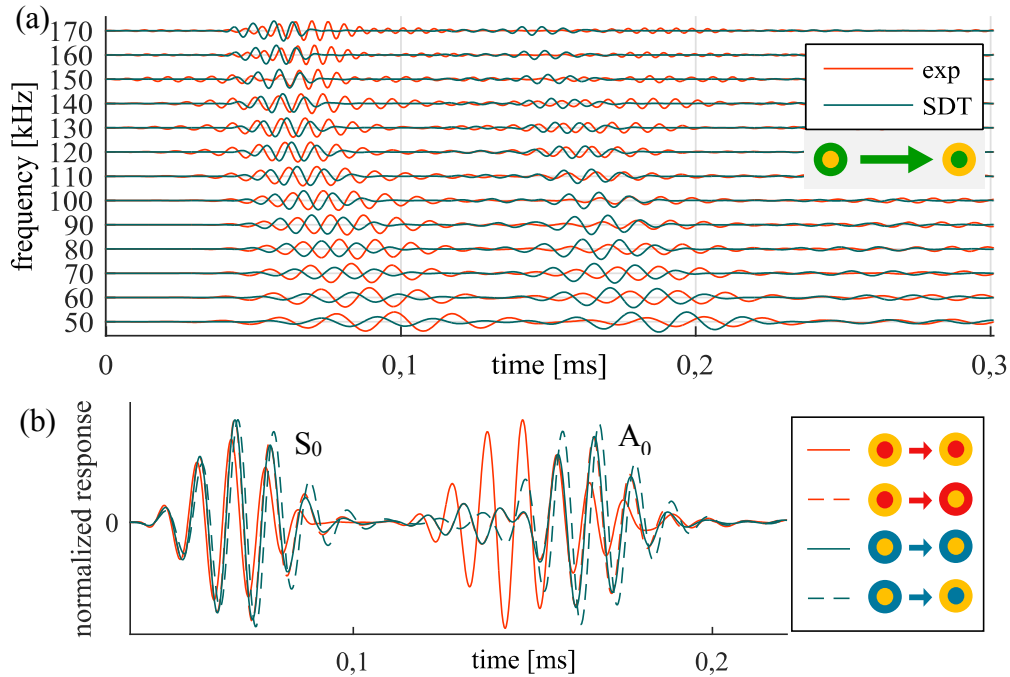 (a)
frequency [kHz]
170
160
150
140
130
120
110
100
90
80
70
60
50
exp
SDT
0
0,1
0,2
0,3
time [ms]
(b)
normalized response
0
S0
A0
0,1
0,2
time [ms]